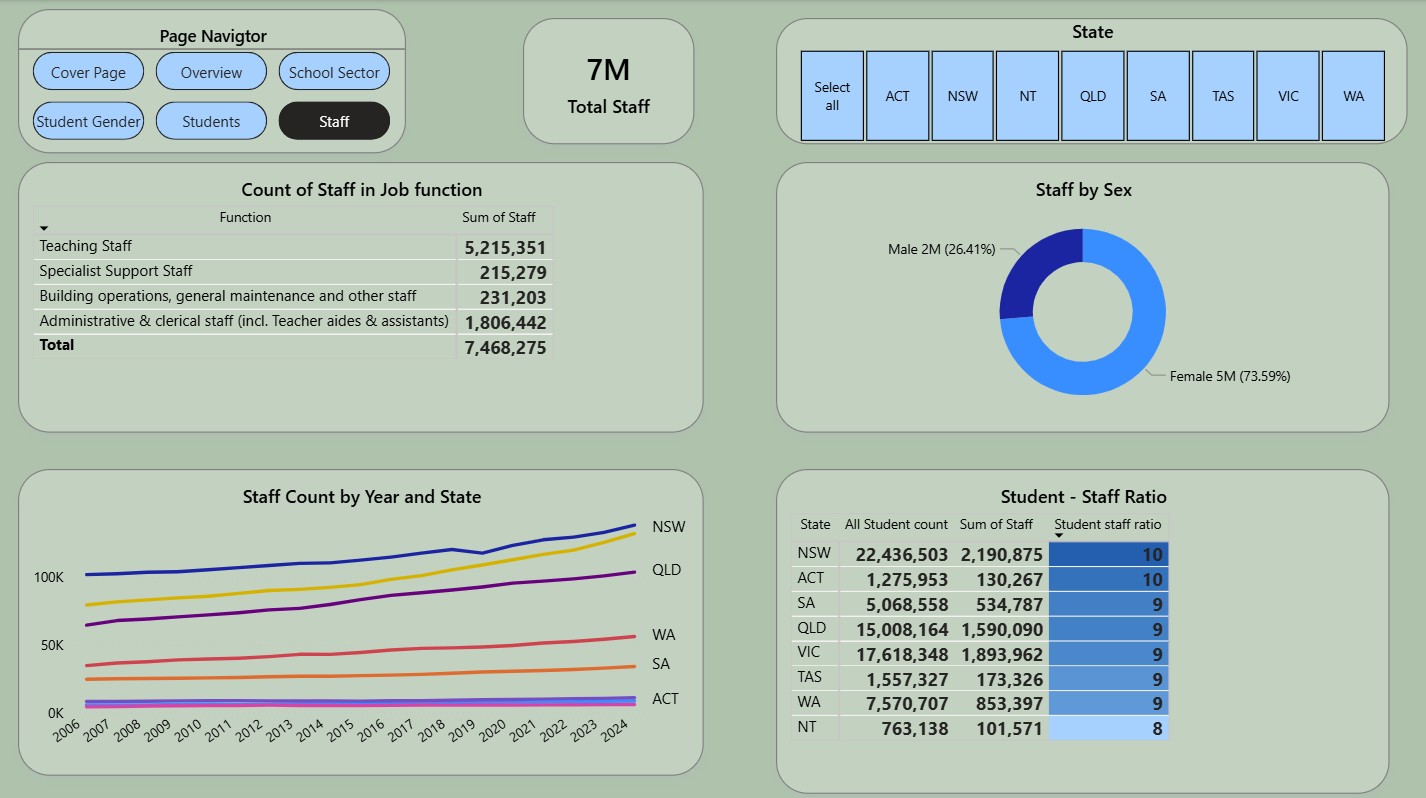 Page Navigtor
Cover Page
Overview
School Sector
Student Gender
Students
Staff
7M
Total Staff
State
Select
all
ACT
NSW
NT
QLD
SA
TAS
VIC
WA
Count of Staff in Job function
Function Sum of Staff
Teaching Staff 5,215,351
Specialist Support Staff 215,279
Building operations, general maintenance and other staff 231,203
Administrative & clerical staff (incl. Teacher aides & assistants) 1,806,442
Total 7,468,275
Staff by Sex
Male 2M (26.41%)
Female 5M (73.59%)
Staff Count by Year and State
NSW
100K
QLD
50K
WA
SA
ACT
0K
2006 2007 2008 2009 2010 2011 2012 2013 2014 2015 2016 2017 2018 2019 2020 2021 2022 2023 2024
Student - Staff Ratio
State All Student count Sum of Staff Student staff ratio
NSW 22,436,503 2,190,875 10
ACT 1,275,953 130,267 10
SA 5,068,558 534,787 9
QLD 15,008,164 1,590,090 9
VIC 17,618,348 1,893,962 9
TAS 1,557,327 173,326 9
WA 7,570,707 853,397 9
NT 763,138 101,571 8